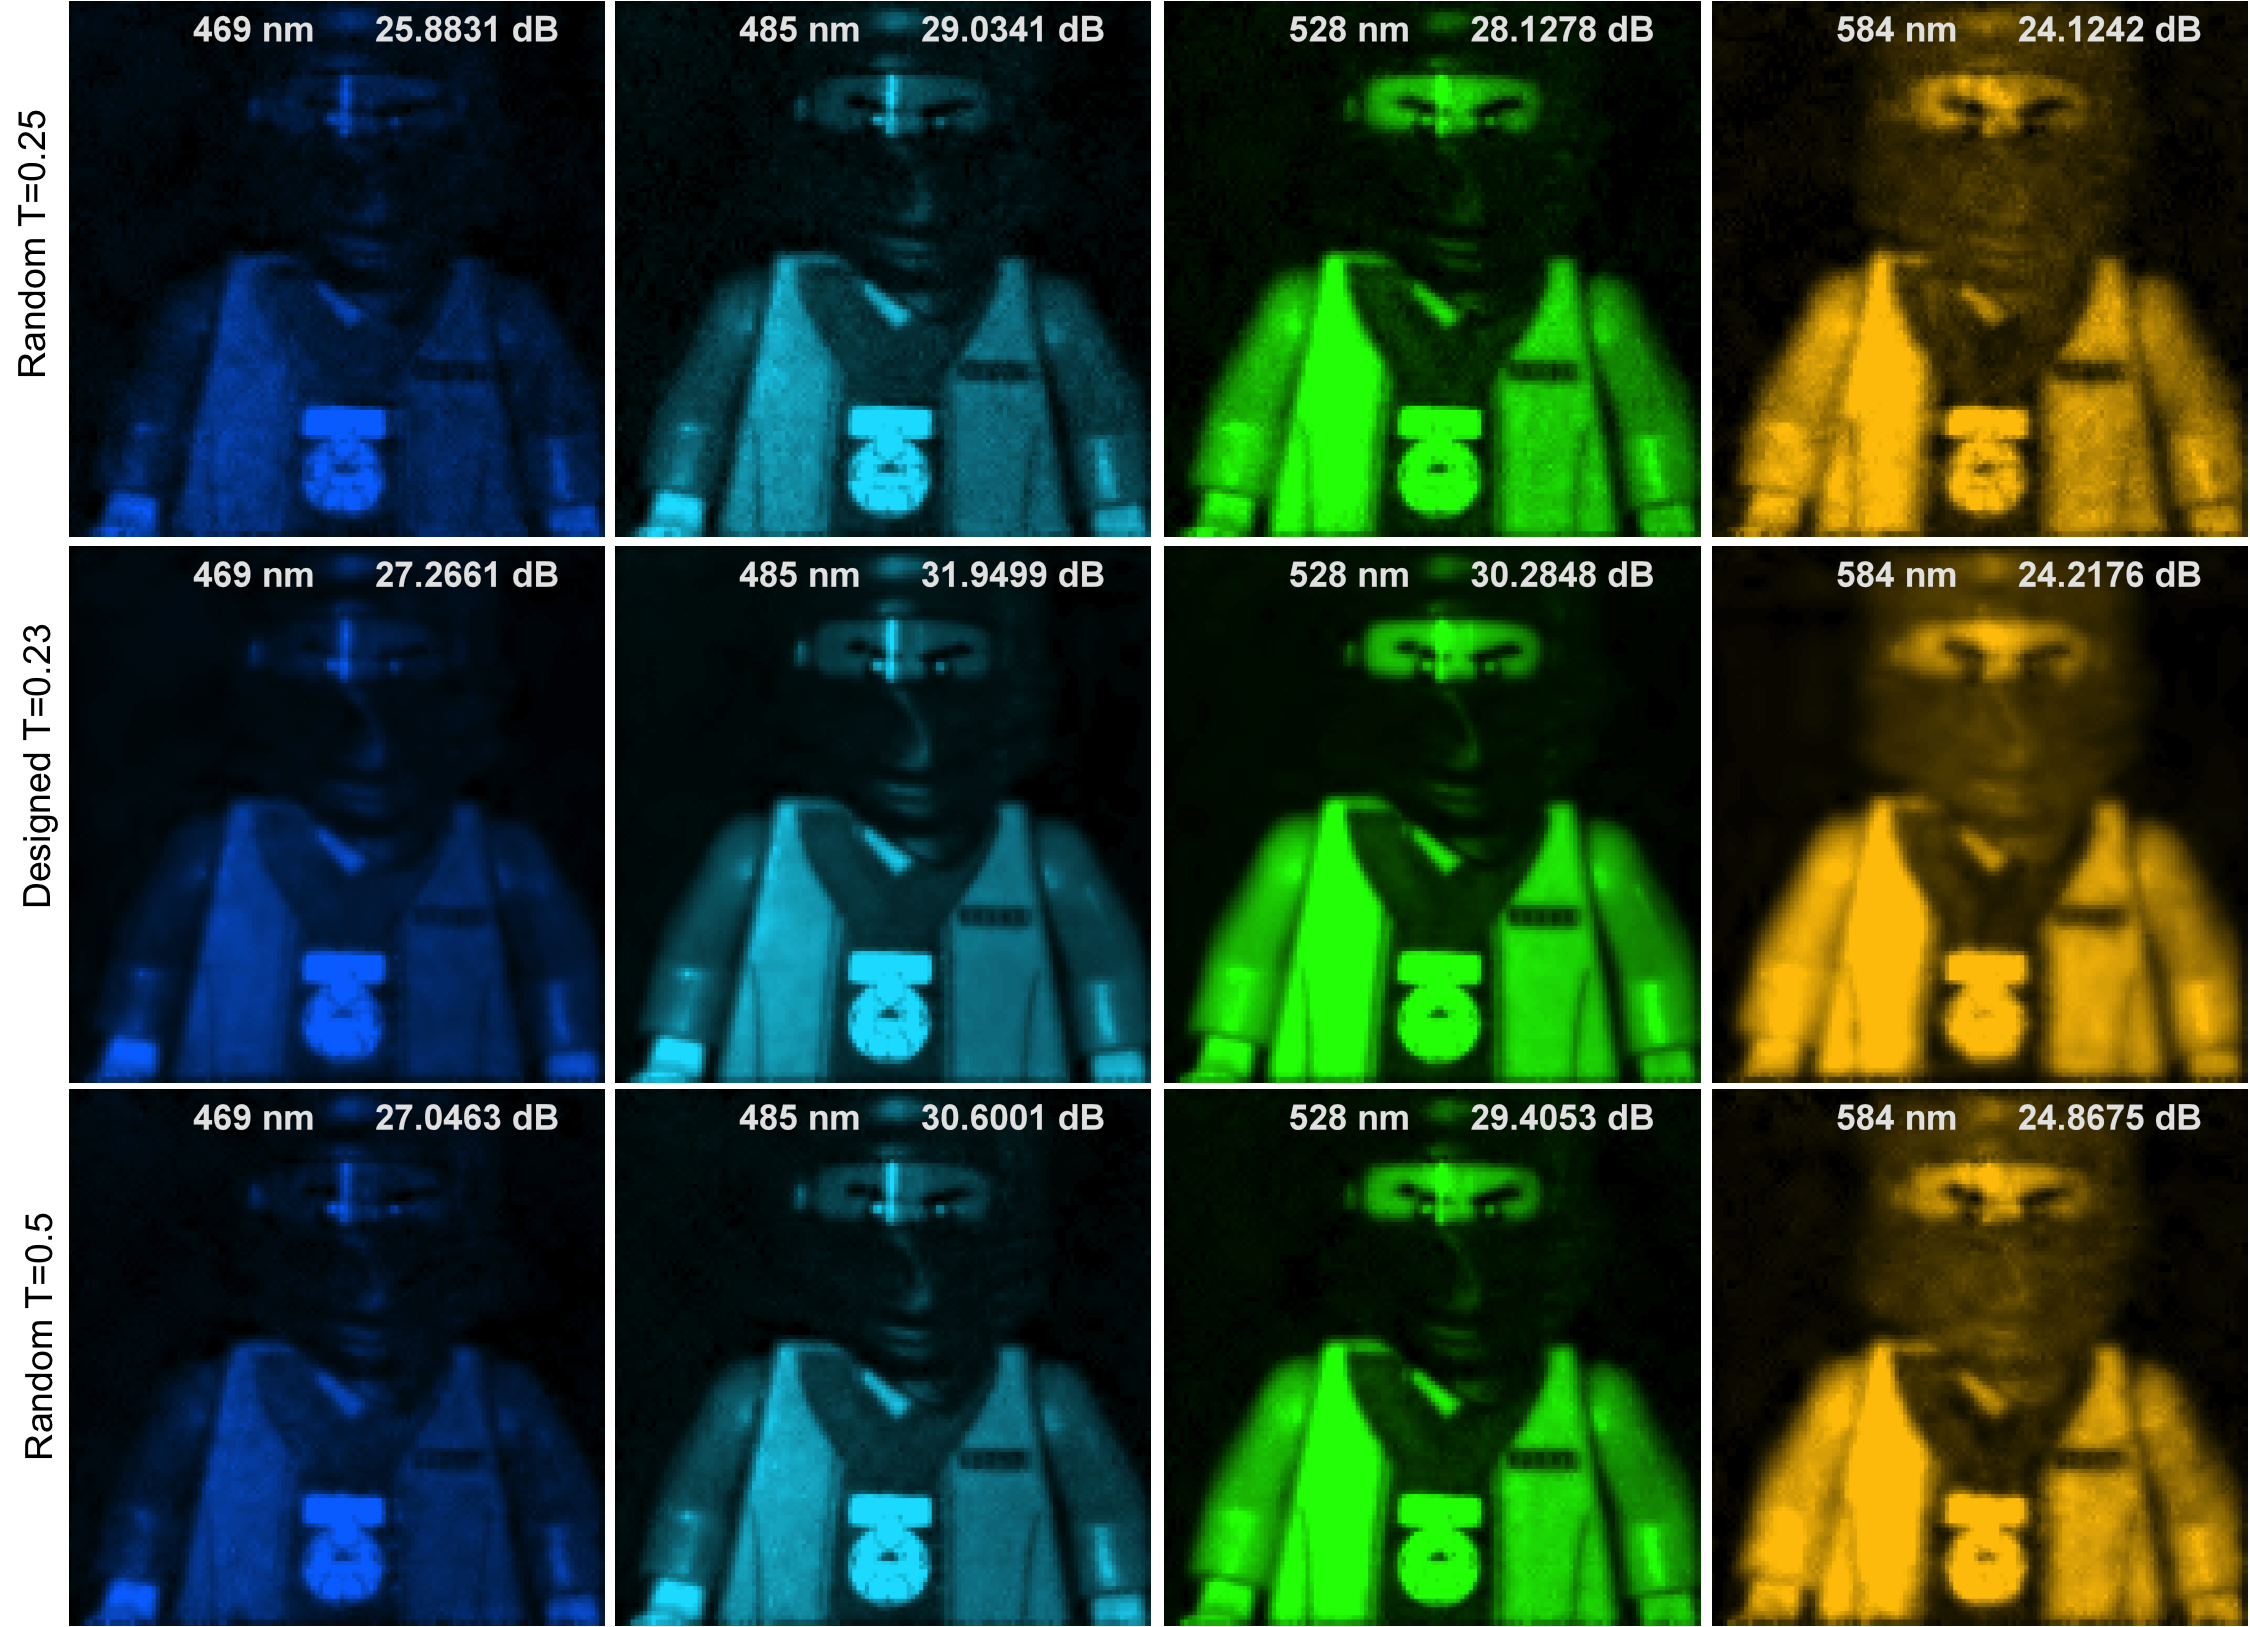 Random T=0.25
469 nm 25.8831 dB
485 nm 29.0341 dB
528 nm 28.1278 dB
584 nm 24.1242 dB
Designed T=0.23
469 nm 27.2661 dB
485 nm 31.9499 dB
528 nm 30.2848 dB
584 nm 24.2176 dB
Random T=0.5
469 nm 27.0463 dB
485 nm 30.6001 dB
528 nm 29.4053 dB
584 nm 24.8675 dB